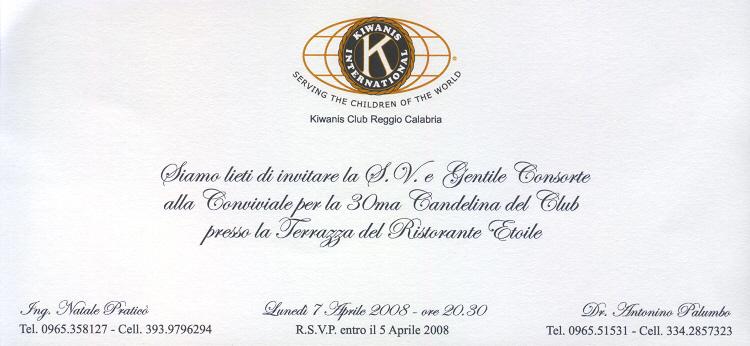 KIWANIS
K
INTERNATIONAL
®
SERVING THE CHILDREN OF THE WORLD
Kiwanis Club Reggio Calabria
Siamo lieti di invitare la S.V. e Gentile Consorte
alla Conviviale per la 30ma Candelina del Club
presso la Terrazza del Ristorante Etoile
Ing. Natale Praticò
Tel. 0965.358127 - Cell. 393.9796294
Lunedì 7 Aprile 2008 - ore 20.30
R.S.V.P. entro il 5 Aprile 2008
Dr. Antonino Palumbo
Tel. 0965.51531 - Cell. 334.2857323